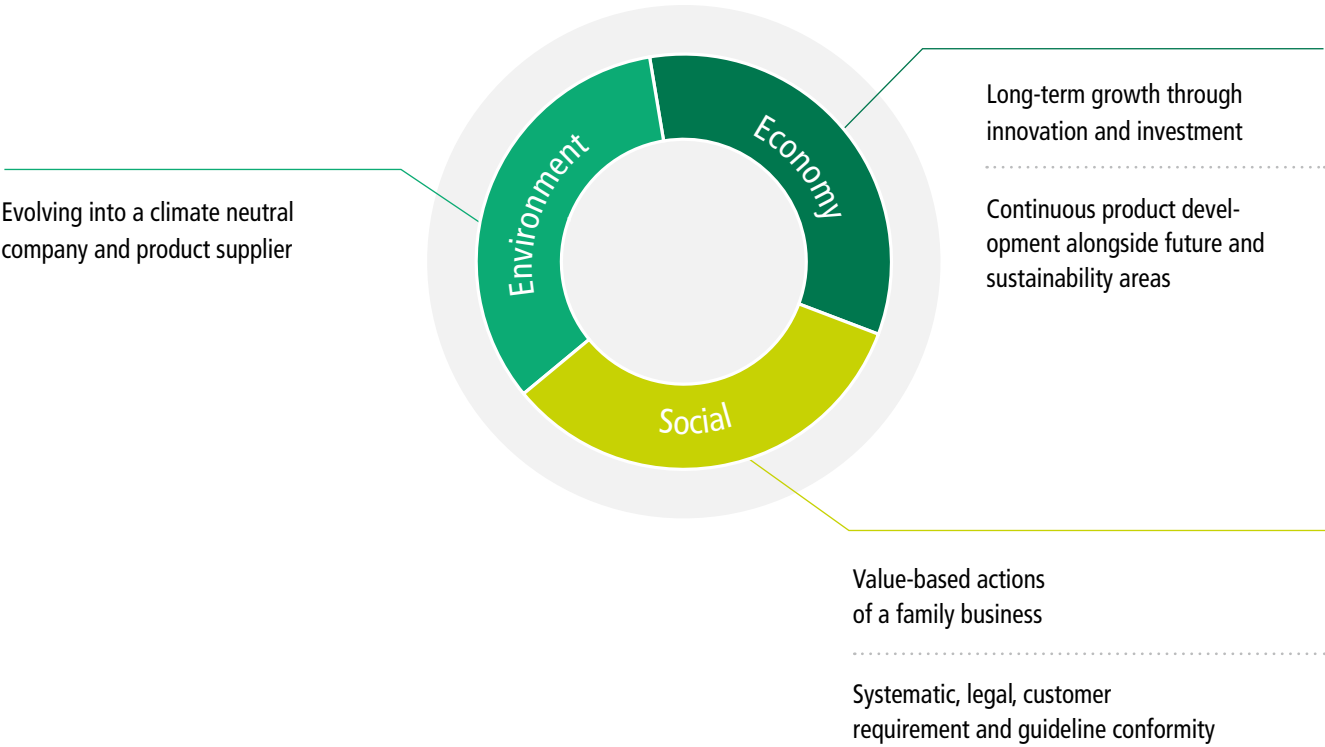 Environment
Economy
Social
Evolving into a climate neutral
company and product supplier
Long-term growth through
innovation and investment
Continuous product devel-
opment alongside future and
sustainability areas
Value-based actions
of a family business
Systematic, legal, customer
requirement and guideline conformity